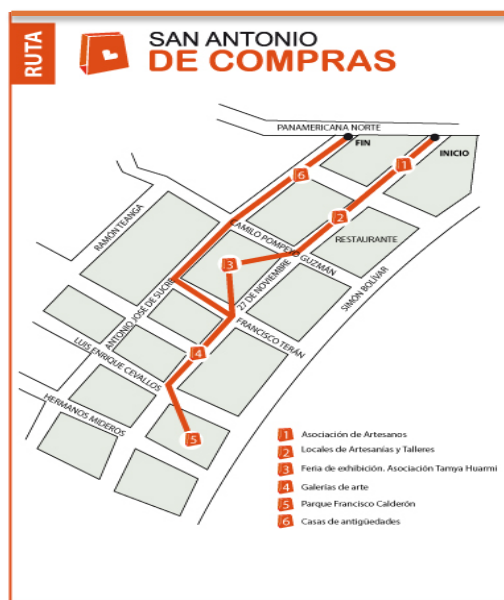 RUTA
SAN ANTONIO
DE COMPRAS
PANAMERICANA NORTE
FIN
INICIO
1
6
2
RAMÓN TEANGA
CAMILO POMPEYO GUZMÁN
RESTAURANTE
3
27 DE NOVIEMBRE
SIMÓN BOLÍVAR
ANTONIO JOSÉ DE SUCRE
FRANCISCO TERÁN
4
LUIS ENRIQUE CEVALLOS
HERMANOS MIDEROS
5
1 Asociación de Artesanos
2 Locales de Artesanías y Talleres
3 Feria de exhibición. Asociación Tamya Huarmi
4 Galerías de arte
5 Parque Francisco Calderón
6 Casas de antigüedades